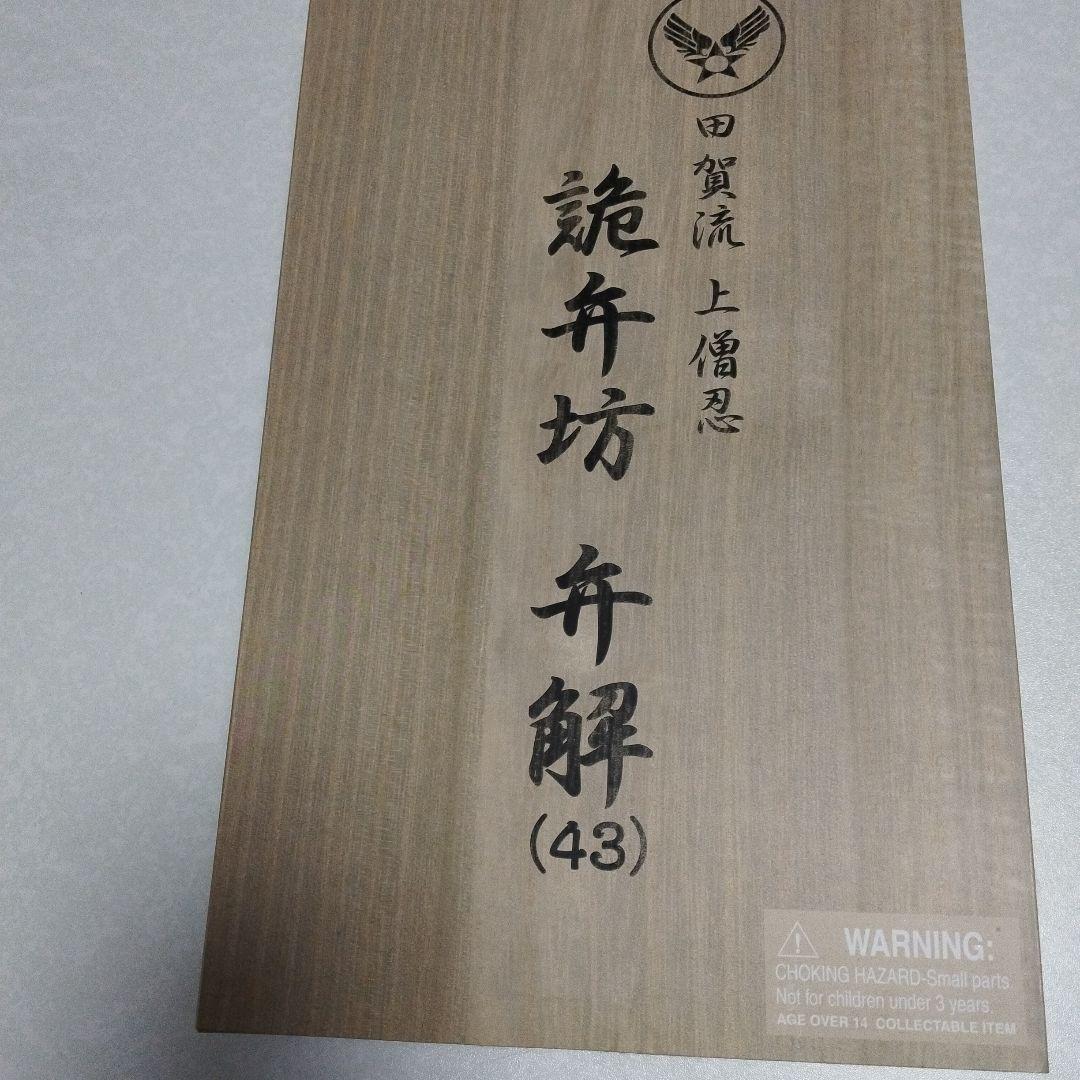 田賀流 上僧忍
詭弁坊 弁解
(43)
WARNING:
CHOKING HAZARD-Small parts.
Not for children under 3 years.
AGE OVER 14 COLLECTABLE ITEM